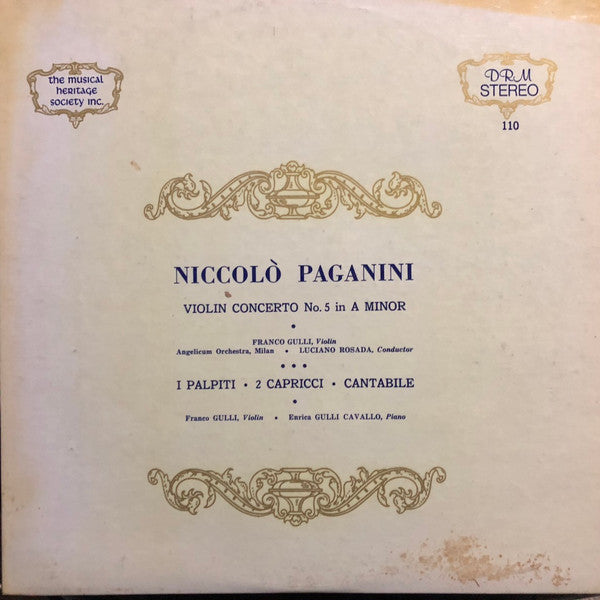 the musical
heritage
society inc.
DRM
STEREO
110
NICCOLÒ PAGANINI
VIOLIN CONCERTO No. 5 in A MINOR
•
FRANCO GULLI, Violin
Angelicum Orchestra, Milan • LUCIANO ROSADA, Conductor
• • •
I PALPITI • 2 CAPRICCI • CANTABILE
•
Franco GULLI, Violin • Enrica GULLI CAVALLO, Piano